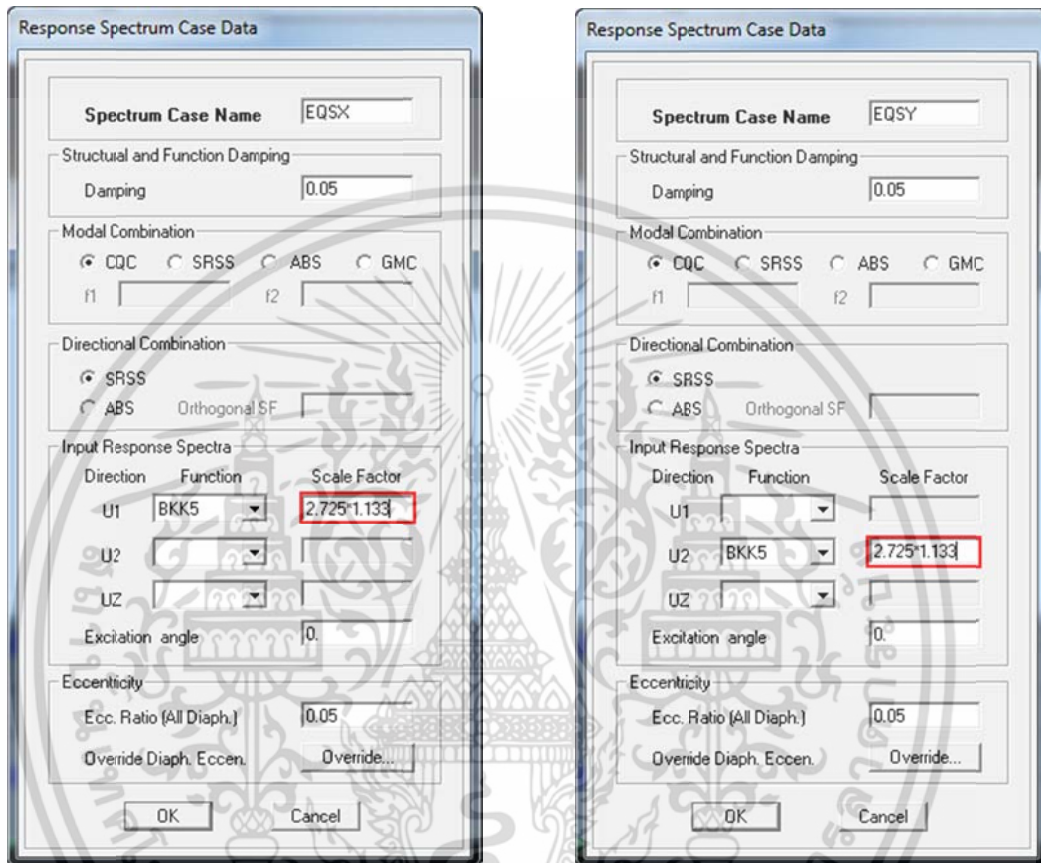 Response Spectrum Case Data
Spectrum Case Name EQSX
Structural and Function Damping
Damping 0.05
Modal Combination
CQC SRSS ABS GMC
f1 f2
Directional Combination
SRSS
ABS Orthogonal SF
Input Response Spectra
Direction Function Scale Factor
U1 BKK5 2.725*1.133
U2
UZ
Excitation angle 0.
Eccentricity
Ecc. Ratio (All Diaph.) 0.05
Override Diaph. Eccen. Override...
OK Cancel
Response Spectrum Case Data
Spectrum Case Name EQSY
Structural and Function Damping
Damping 0.05
Modal Combination
CQC SRSS ABS GMC
f1 f2
Directional Combination
SRSS
ABS Orthogonal SF
Input Response Spectra
Direction Function Scale Factor
U1
U2 BKK5 2.725*1.133
UZ
Excitation angle 0.
Eccentricity
Ecc. Ratio (All Diaph.) 0.05
Override Diaph. Eccen. Override...
OK Cancel